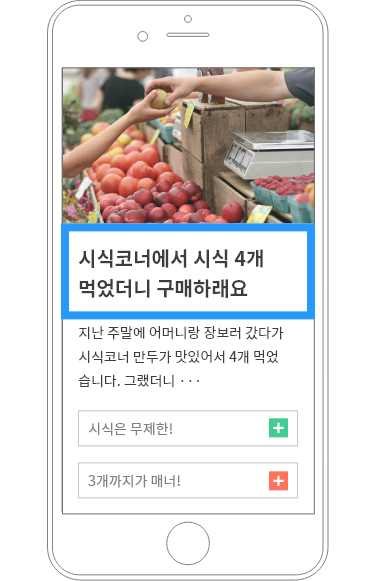 시식코너에서 시식 4개
먹었더니 구매하래요
지난 주말에 어머니랑 장보러 갔다가
시식코너 만두가 맛있어서 4개 먹었
습니다. 그랬더니 ···
시식은 무제한!
3개까지가 매너!